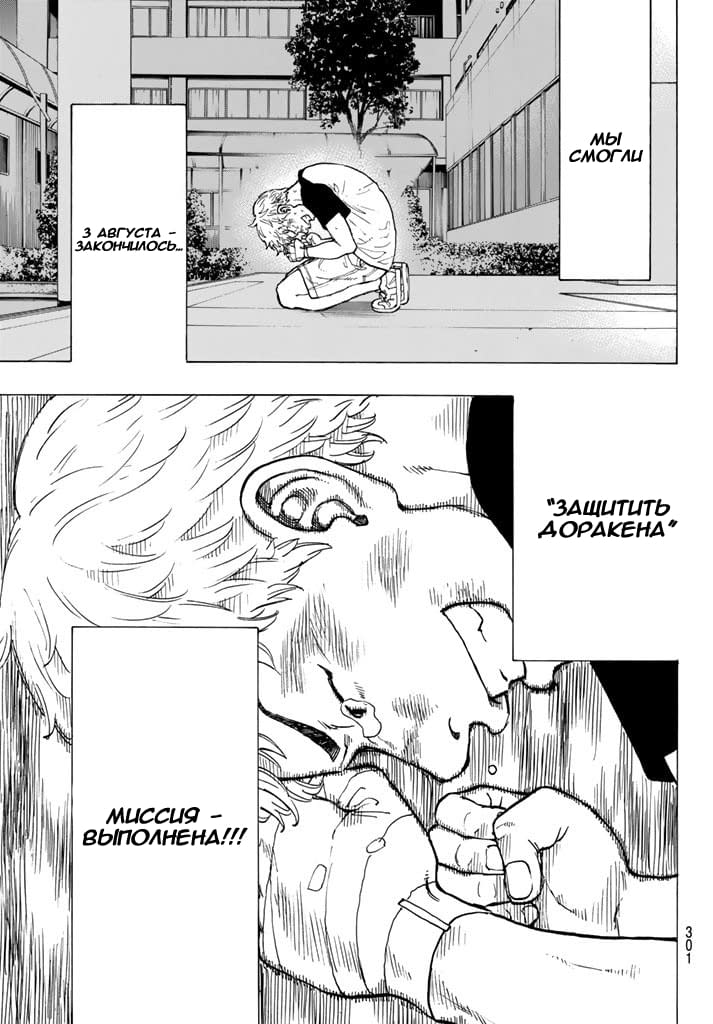 МЫ
СМОГЛИ
"ЗАЩИТИТЬ
ДОРАКЕНА"
3 АВГУСТА -
ЗАКОНЧИЛОСЬ...
МИССИЯ -
ВЫПОЛНЕНА!!!
301